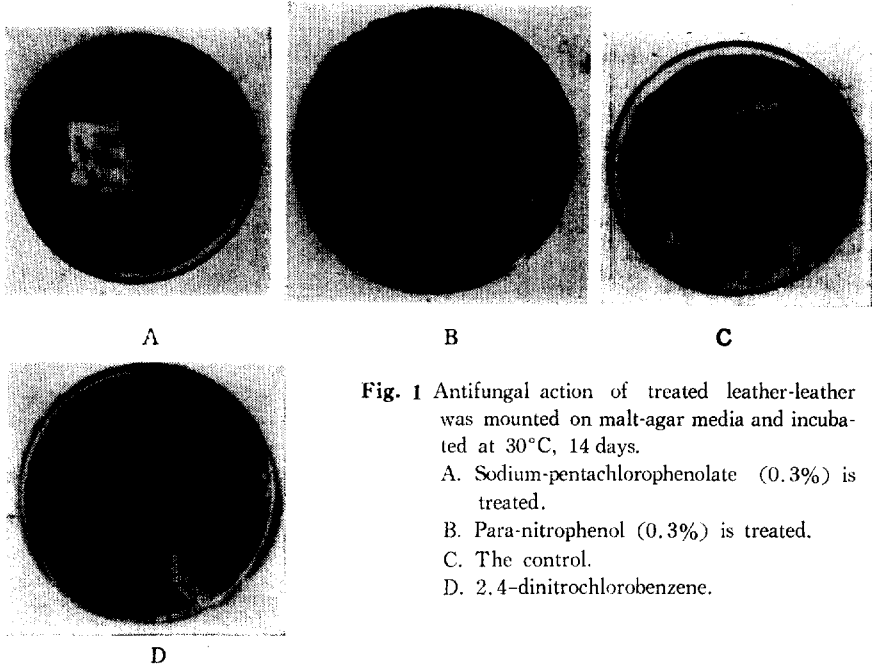 A
B
C
D
Fig. 1 Antifungal action of treated leather-leather
was mounted on malt-agar media and incuba-
ted at 30°C, 14 days.
A. Sodium-pentachlorophenolate (0.3%) is
treated.
B. Para-nitrophenol (0.3%) is treated.
C. The control.
D. 2,4-dinitrochlorobenzene.